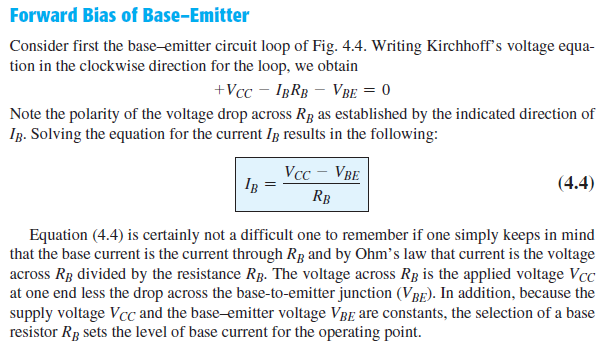 Forward Bias of Base–Emitter
Consider first the base–emitter circuit loop of Fig. 4.4. Writing Kirchhoff's voltage equa-
tion in the clockwise direction for the loop, we obtain
+VCC − IBRB − VBE = 0
Note the polarity of the voltage drop across RB as established by the indicated direction of
IB. Solving the equation for the current IB results in the following:
IB = (VCC − VBE) / RB (4.4)
Equation (4.4) is certainly not a difficult one to remember if one simply keeps in mind
that the base current is the current through RB and by Ohm's law that current is the voltage
across RB divided by the resistance RB. The voltage across RB is the applied voltage VCC
at one end less the drop across the base-to-emitter junction (VBE). In addition, because the
supply voltage VCC and the base–emitter voltage VBE are constants, the selection of a base
resistor RB sets the level of base current for the operating point.